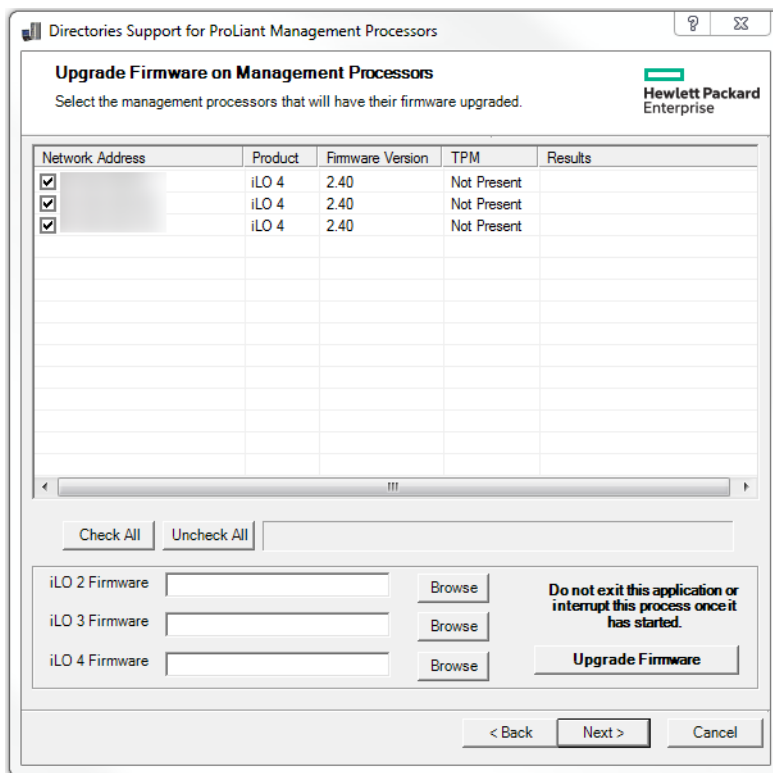 Directories Support for ProLiant Management Processors
Upgrade Firmware on Management Processors
Select the management processors that will have their firmware upgraded.
Hewlett Packard
Enterprise
Network Address Product Firmware Version TPM Results
iLO 4 2.40 Not Present
iLO 4 2.40 Not Present
iLO 4 2.40 Not Present
Check All Uncheck All
iLO 2 Firmware Browse
iLO 3 Firmware Browse
iLO 4 Firmware Browse
Do not exit this application or
interrupt this process once it
has started.
Upgrade Firmware
< Back Next > Cancel